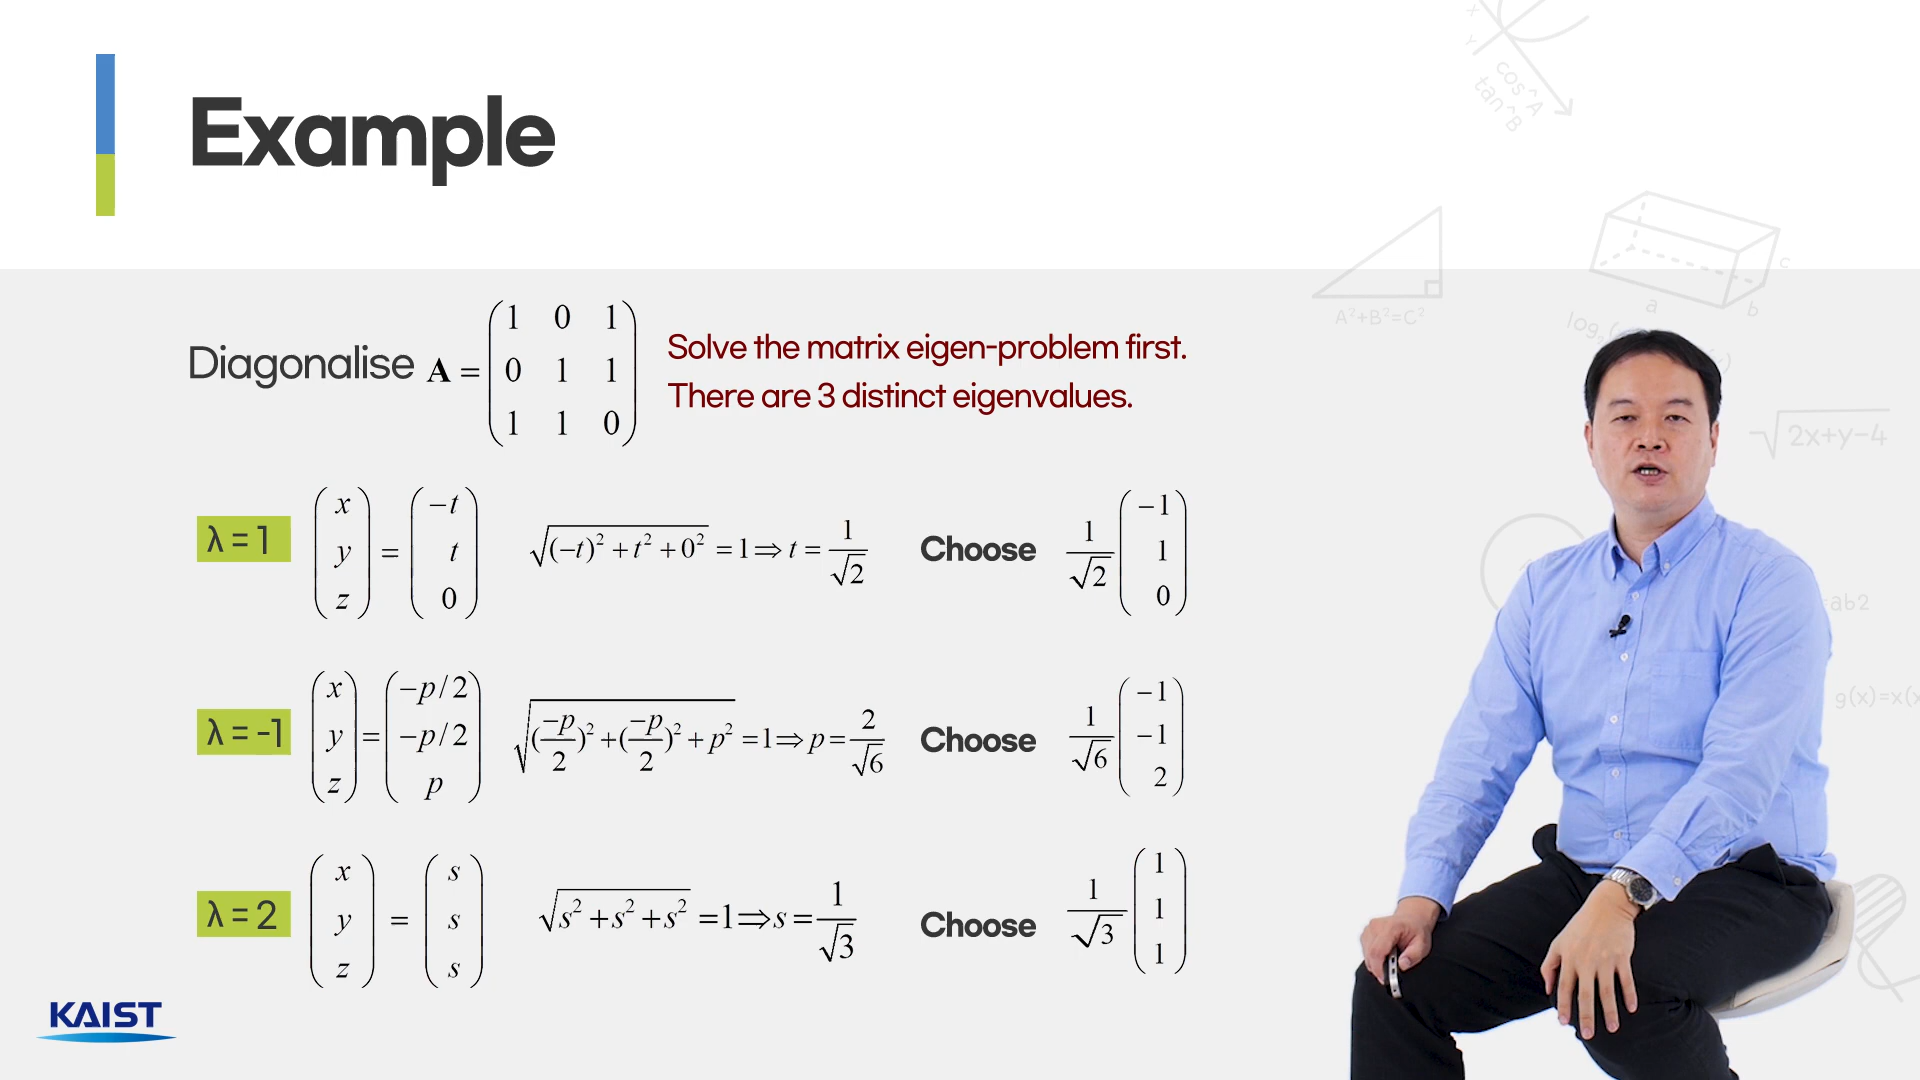 Example
Diagonalise A = (1 0 1
0 1 1
1 1 0)
Solve the matrix eigen-problem first.
There are 3 distinct eigenvalues.
λ = 1 (x y z) = (−t t 0) √((−t)² + t² + 0²) = 1 ⇒ t = 1/√2 Choose 1/√2 (−1 1 0)
λ = -1 (x y z) = (−p/2 −p/2 p) √((−p/2)² + (−p/2)² + p²) = 1 ⇒ p = 2/√6 Choose 1/√6 (−1 −1 2)
λ = 2 (x y z) = (s s s) √(s² + s² + s²) = 1 ⇒ s = 1/√3 Choose 1/√3 (1 1 1)
KAIST
X
Y
cos^A
tan^B
A²+B²=C²
a
b
c
√2x+y−4
=ab2